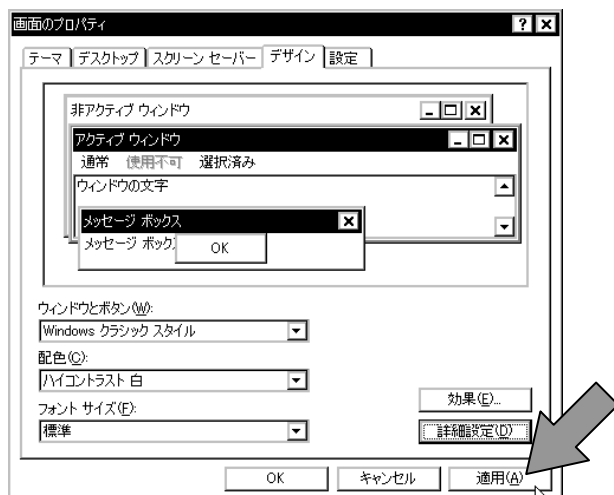 画面のプロパティ
テーマ デスクトップ スクリーン セーバー デザイン 設定
非アクティブ ウィンドウ
アクティブ ウィンドウ
通常 使用不可 選択済み
ウィンドウの文字
メッセージ ボックス
メッセージ ボック
OK
ウィンドウとボタン(W):
Windows クラシック スタイル
配色(C):
ハイコントラスト 白
フォント サイズ(F):
標準
効果(E)...
詳細設定(D)
OK キャンセル 適用(A)